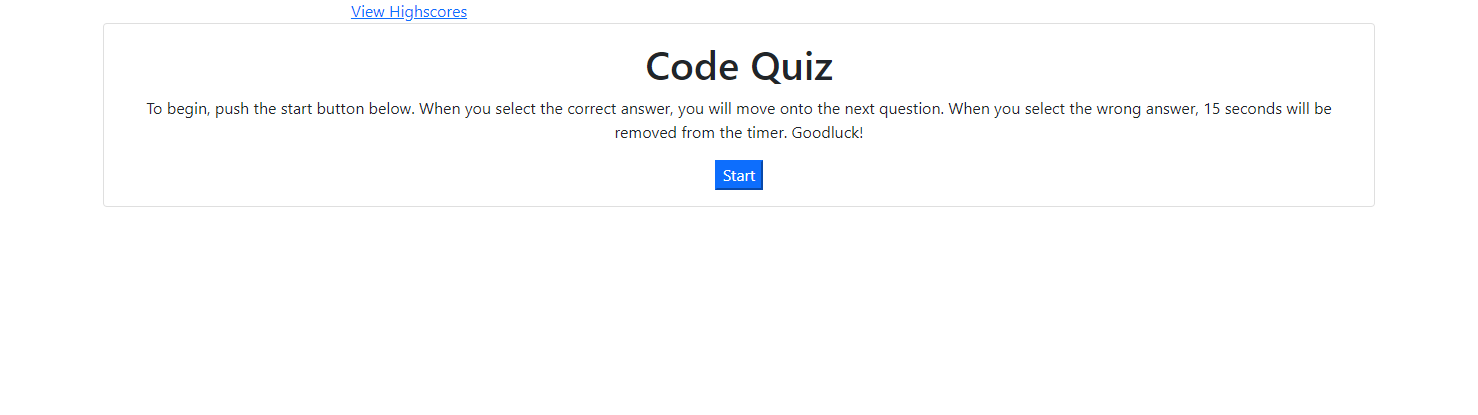 View Highscores
Code Quiz
To begin, push the start button below. When you select the correct answer, you will move onto the next question. When you select the wrong answer, 15 seconds will be
removed from the timer. Goodluck!
Start